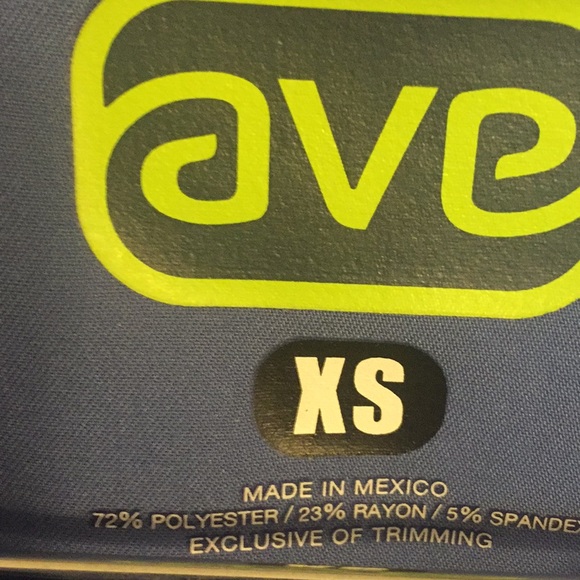 ave
XS
MADE IN MEXICO
72% POLYESTER / 23% RAYON / 5% SPANDEX
EXCLUSIVE OF TRIMMING